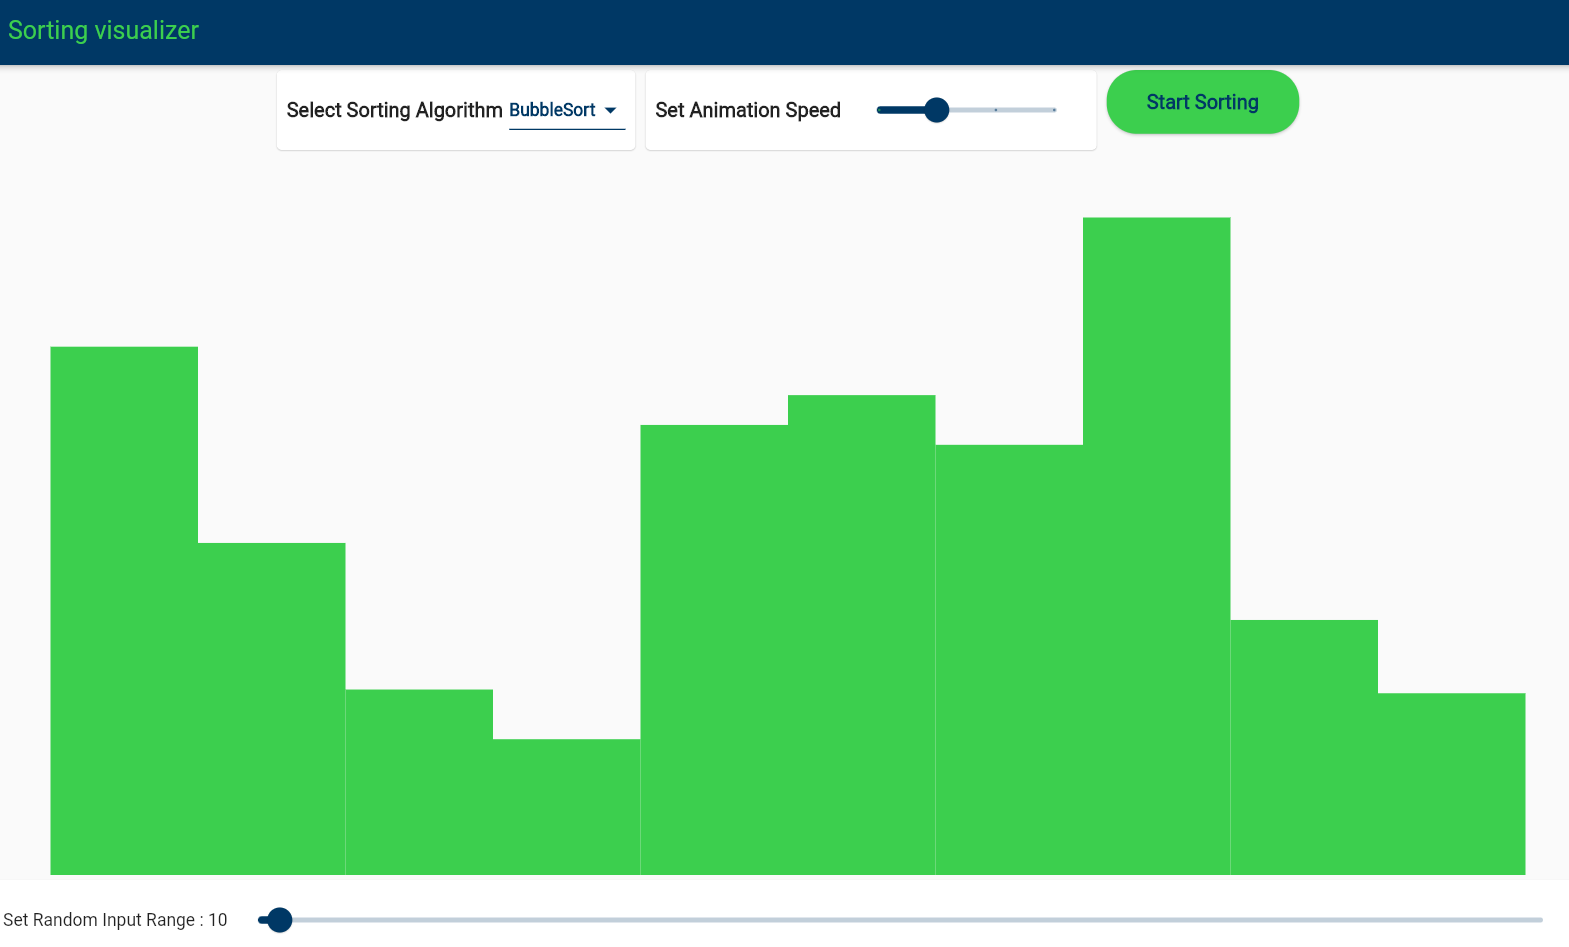 Sorting visualizer
Select Sorting Algorithm BubbleSort
Set Animation Speed
Start Sorting
Set Random Input Range : 10